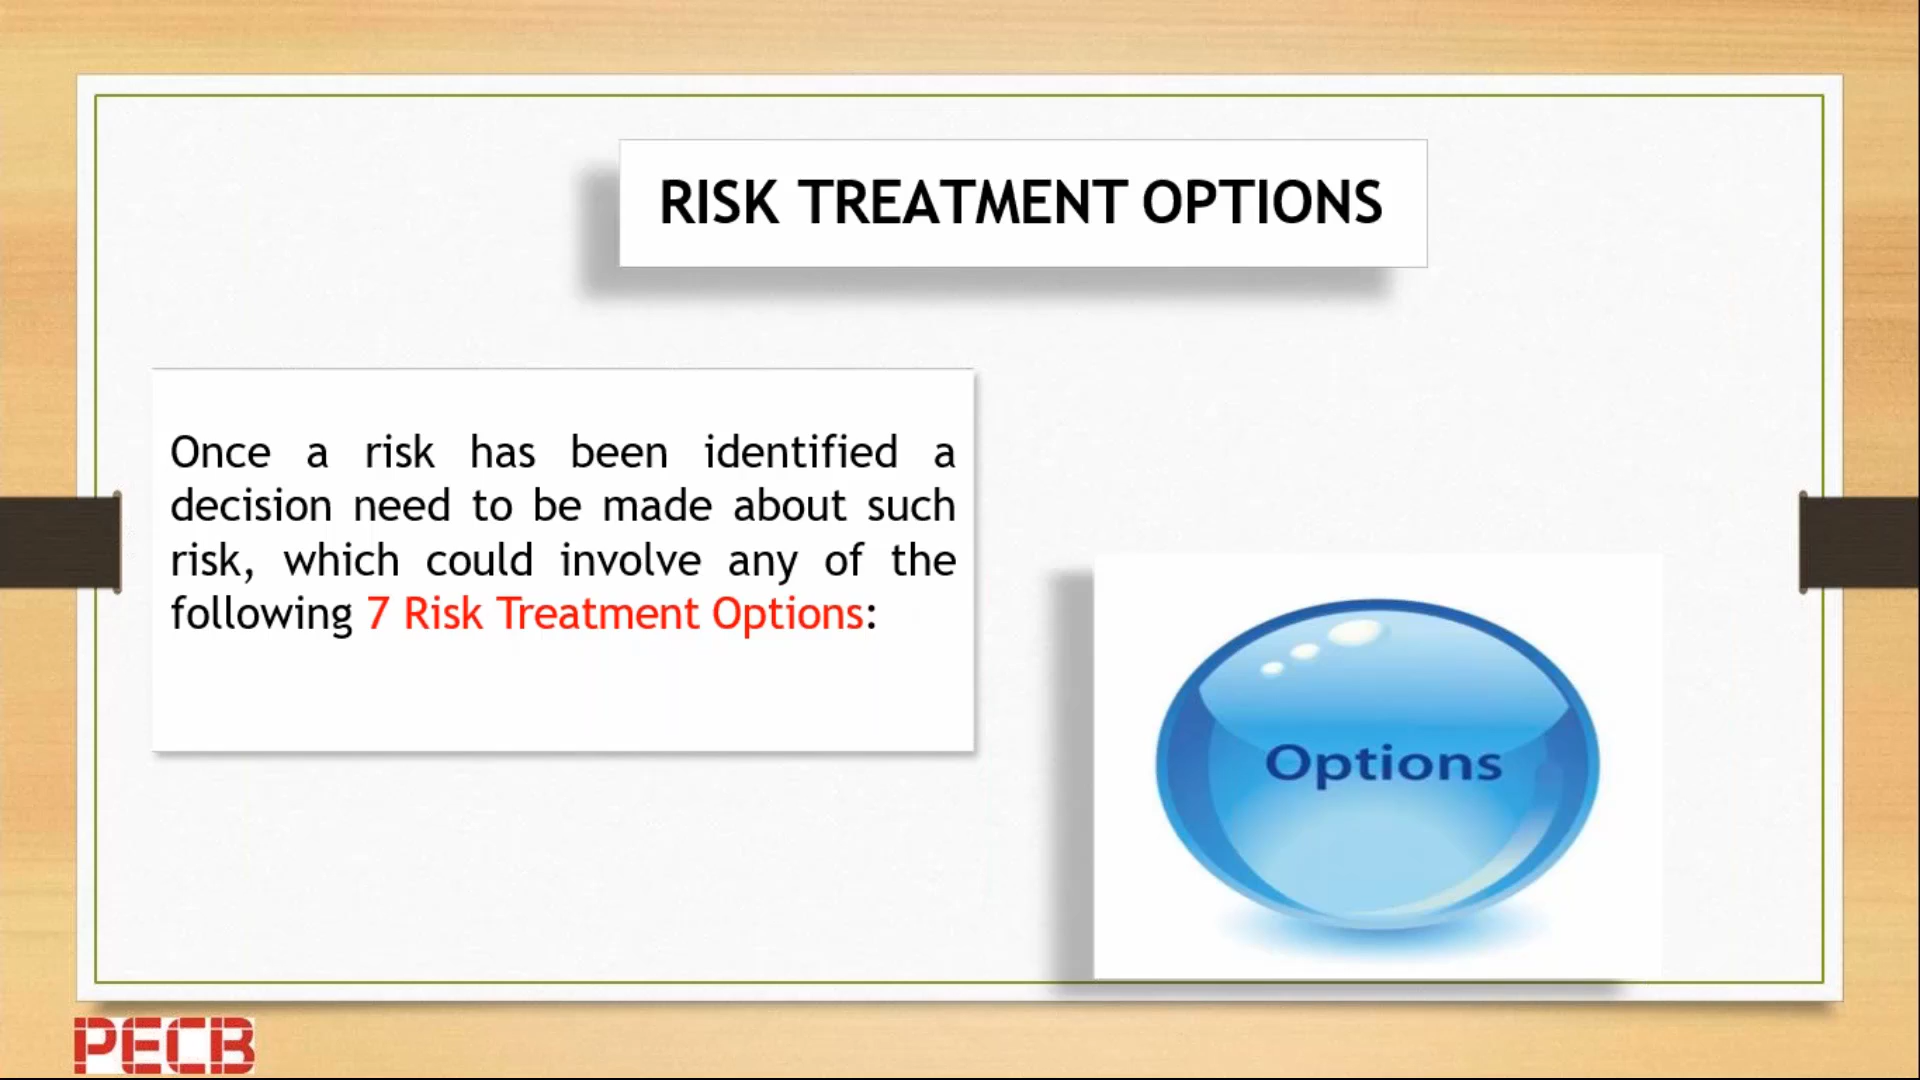 RISK TREATMENT OPTIONS
Once a risk has been identified a
decision need to be made about such
risk, which could involve any of the
following 7 Risk Treatment Options:
Options
PECB